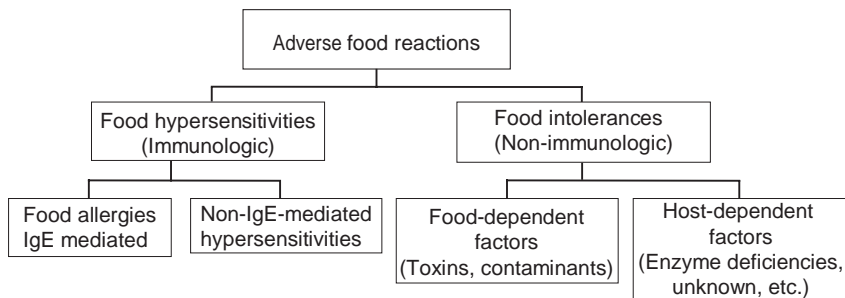 Adverse food reactions
Food hypersensitivities
(Immunologic)
Food intolerances
(Non-immunologic)
Food allergies
IgE mediated
Non-IgE-mediated
hypersensitivities
Food-dependent
factors
(Toxins, contaminants)
Host-dependent
factors
(Enzyme deficiencies,
unknown, etc.)